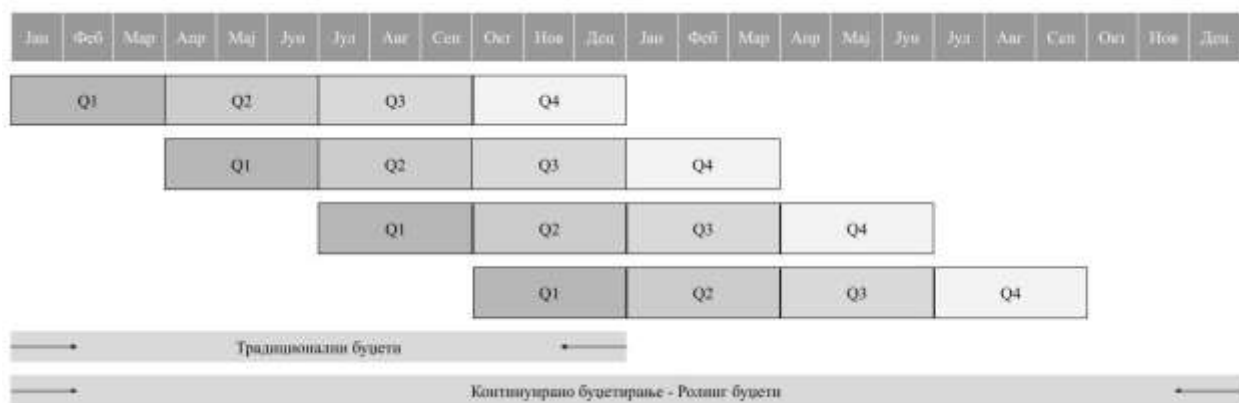 Јан Феб Мар Апр Мај Јун Јул Авг Сеп Окт Нов Дец Јан Феб Мар Апр Мај Јун Јул Авг Сеп Окт Нов Дец
Q1 Q2 Q3 Q4
Q1 Q2 Q3 Q4
Q1 Q2 Q3 Q4
Q1 Q2 Q3 Q4
Традиционални буџети
Континуирано буџетирање - Ролинг буџети